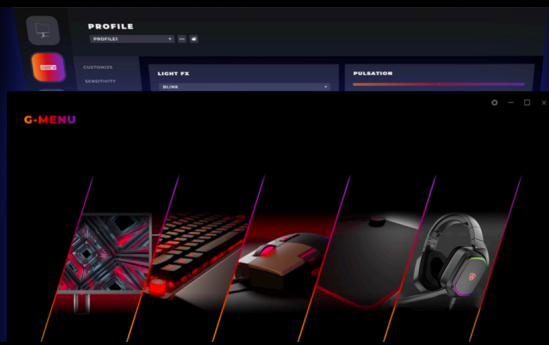 PROFILE
PROFILE1
CUSTOMIZE
SENSITIVITY
LIGHT FX
PULSATION
BLINK
G-MENU